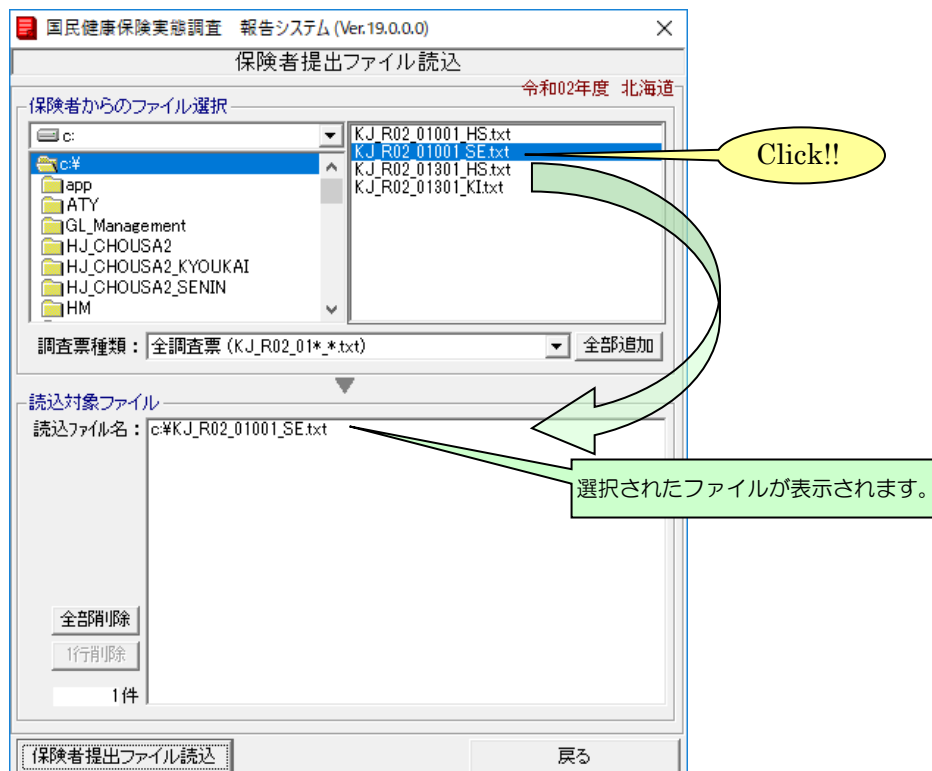 国民健康保険実態調査 報告システム (Ver.19.0.0.0)
保険者提出ファイル読込
令和02年度 北海道
保険者からのファイル選択
c:
c:¥
app
ATY
GL_Management
HJ_CHOUSA2
HJ_CHOUSA2_KYOUKAI
HJ_CHOUSA2_SENIN
HM
KJ_R02_01001_HS.txt
KJ_R02_01001_SE.txt
KJ_R02_01301_HS.txt
KJ_R02_01301_KI.txt
Click!!
調査票種類： 全調査票 (KJ_R02_01*_*.txt)
全部追加
読込対象ファイル
読込ファイル名： c:¥KJ_R02_01001_SE.txt
選択されたファイルが表示されます。
全部削除
1行削除
1件
保険者提出ファイル読込
戻る